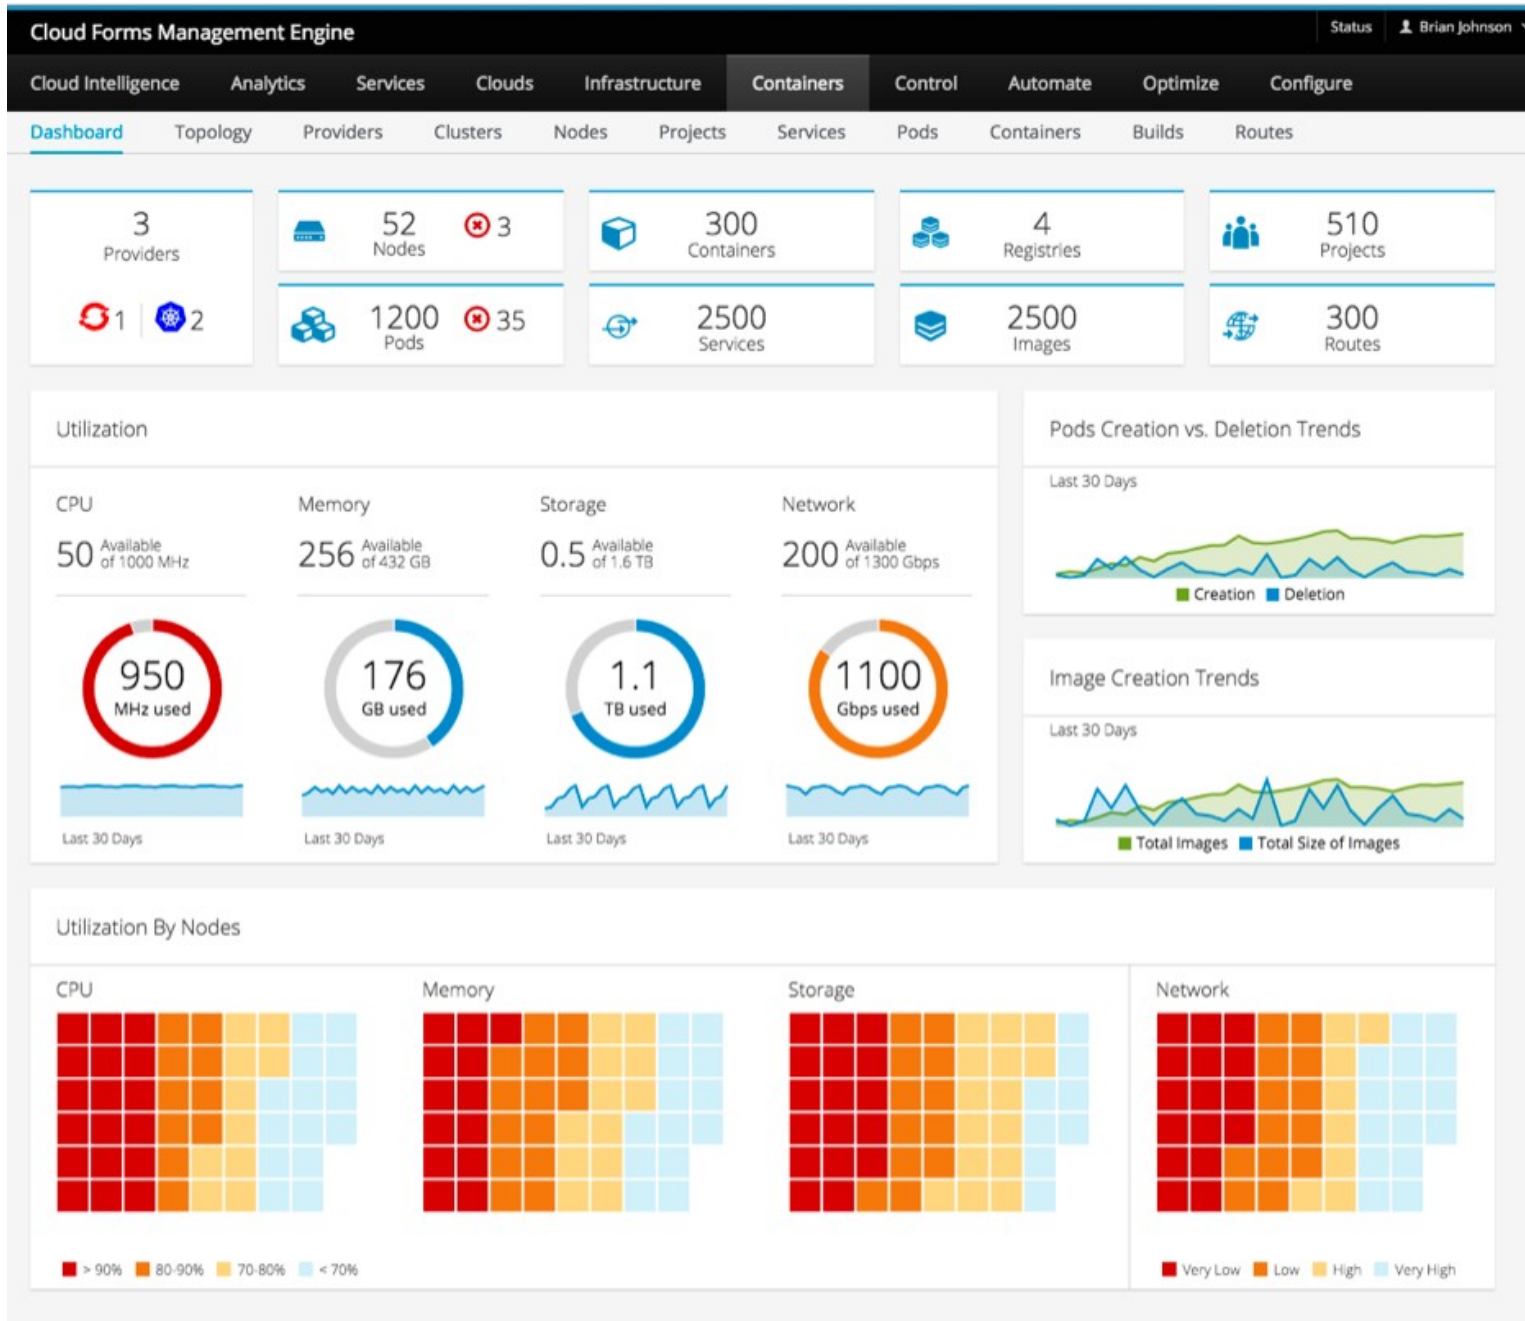 Cloud Forms Management Engine
Status Brian Johnson
Cloud Intelligence Analytics Services Clouds Infrastructure Containers Control Automate Optimize Configure
Dashboard Topology Providers Clusters Nodes Projects Services Pods Containers Builds Routes
3
Providers
1 2
52 3
Nodes
300
Containers
4
Registries
510
Projects
1200 35
Pods
2500
Services
2500
Images
300
Routes
Utilization
CPU
50 Available
of 1000 MHz
950
MHz used
Last 30 Days
Memory
256 Available
of 432 GB
176
GB used
Last 30 Days
Storage
0.5 Available
of 1.6 TB
1.1
TB used
Last 30 Days
Network
200 Available
of 1300 Gbps
1100
Gbps used
Last 30 Days
Pods Creation vs. Deletion Trends
Last 30 Days
Creation Deletion
Image Creation Trends
Last 30 Days
Total Images Total Size of Images
Utilization By Nodes
CPU Memory Storage Network
> 90% 80-90% 70-80% < 70%
Very Low Low High Very High